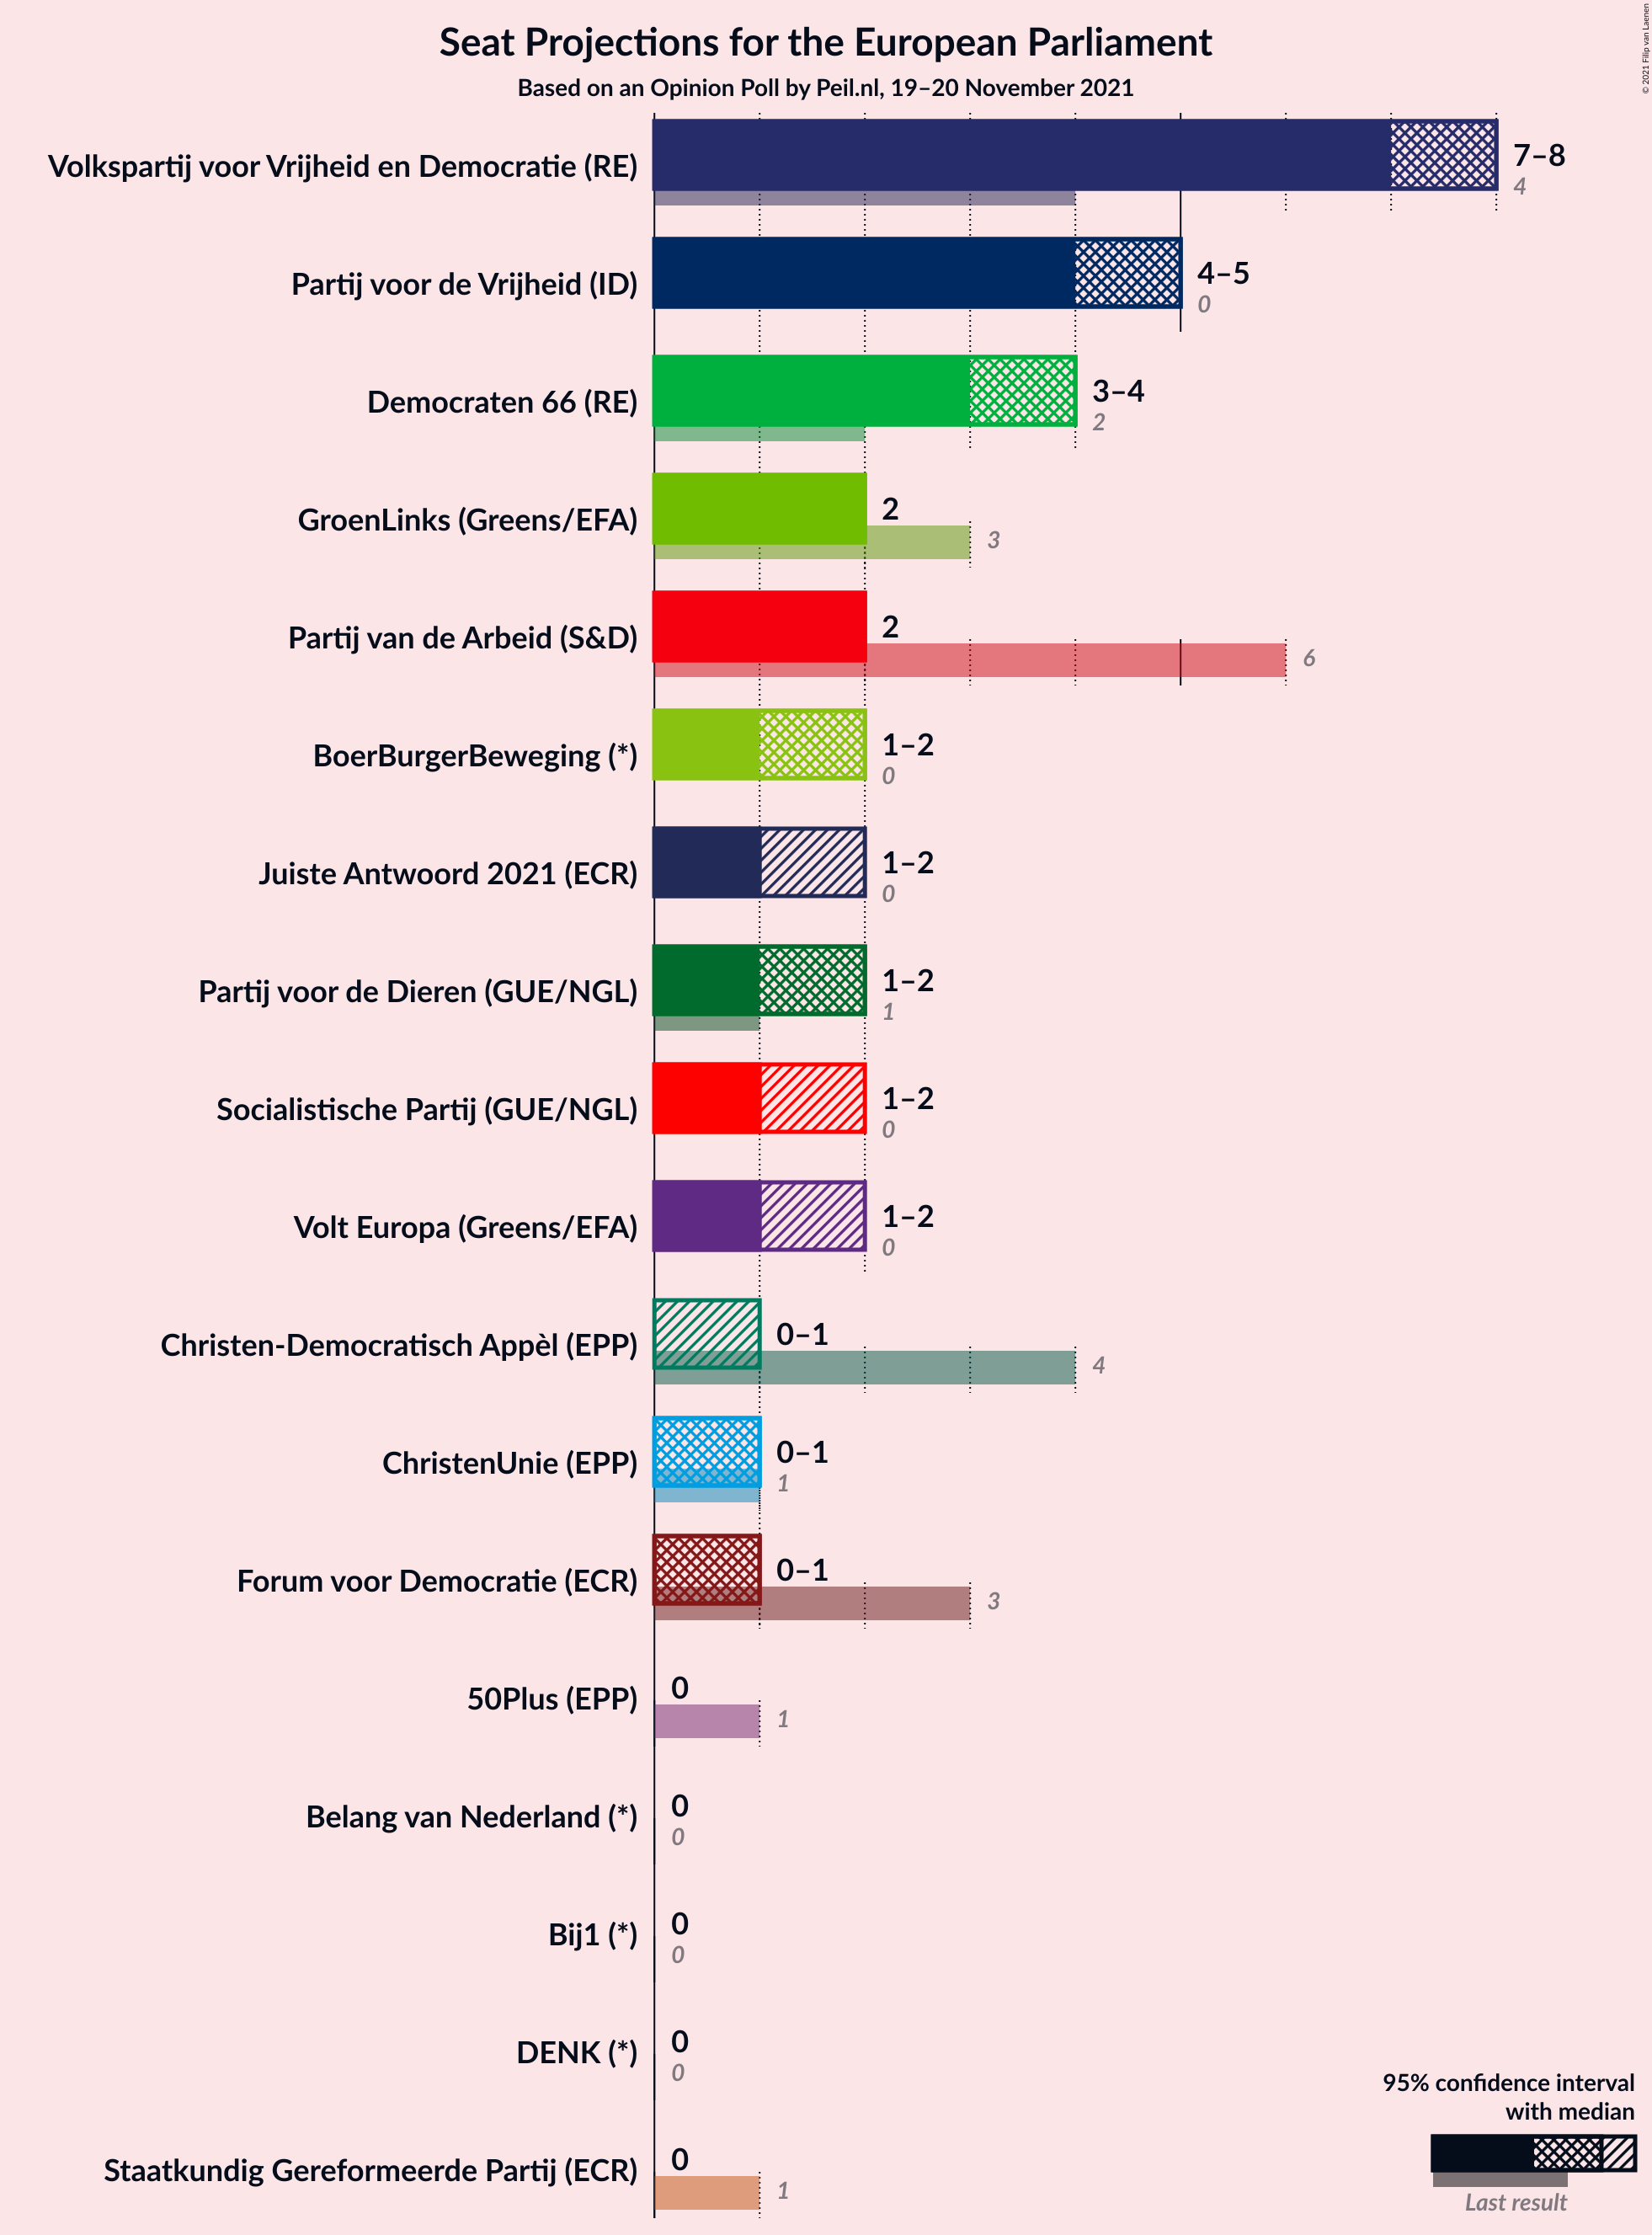 Seat Projections for the European Parliament
Based on an Opinion Poll by Peil.nl, 19–20 November 2021
© 2021 Filip van Laenen
Volkspartij voor Vrijheid en Democratie (RE)
7–8
4
Partij voor de Vrijheid (ID)
4–5
0
Democraten 66 (RE)
3–4
2
GroenLinks (Greens/EFA)
2
3
Partij van de Arbeid (S&D)
2
6
BoerBurgerBeweging (*)
1–2
0
Juiste Antwoord 2021 (ECR)
1–2
0
Partij voor de Dieren (GUE/NGL)
1–2
1
Socialistische Partij (GUE/NGL)
1–2
0
Volt Europa (Greens/EFA)
1–2
0
Christen-Democratisch Appèl (EPP)
0–1
4
ChristenUnie (EPP)
0–1
1
Forum voor Democratie (ECR)
0–1
3
50Plus (EPP)
0
1
Belang van Nederland (*)
0
0
Bij1 (*)
0
0
DENK (*)
0
0
Staatkundig Gereformeerde Partij (ECR)
0
1
95% confidence interval
with median
Last result